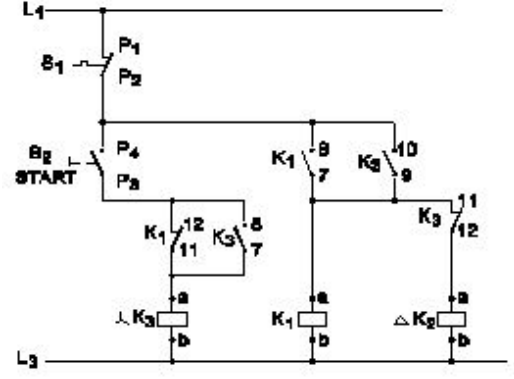 L1
S1 P1
P2
S2 P4
START P3
K1 8
7
K2 10
9
K1 12
11
K3 8
7
K3 11
12
a
⅄ K3
b
a
K1
b
a
△ K2
b
L3